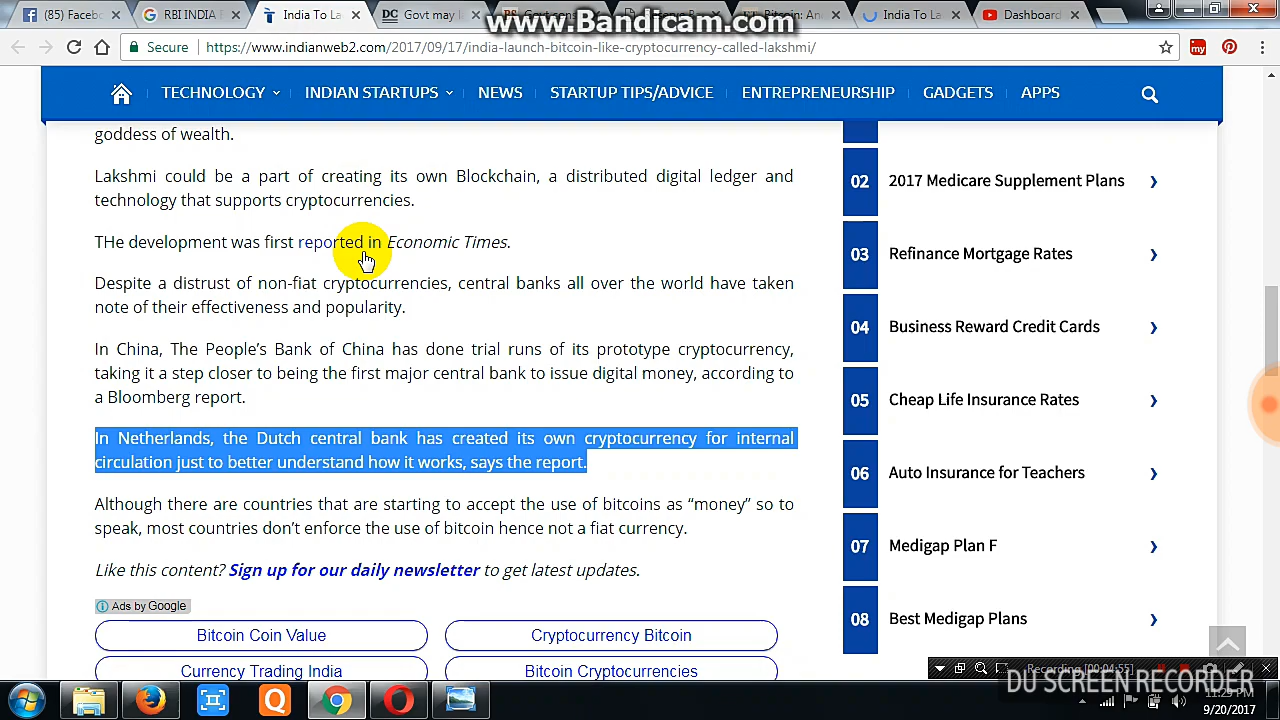 (85) Faceb
RBI INDIA
India To La
DC Govt may
India To La
Dashboard
www.Bandicam.com
Secure
https://www.indianweb2.com/2017/09/17/india-launch-bitcoin-like-cryptocurrency-called-lakshmi/
my
TECHNOLOGY
INDIAN STARTUPS
NEWS
STARTUP TIPS/ADVICE
ENTREPRENEURSHIP
GADGETS
APPS
goddess of wealth.
Lakshmi could be a part of creating its own Blockchain, a distributed digital ledger and
technology that supports cryptocurrencies.
THe development was first reported in Economic Times.
Despite a distrust of non-fiat cryptocurrencies, central banks all over the world have taken
note of their effectiveness and popularity.
In China, The People's Bank of China has done trial runs of its prototype cryptocurrency,
taking it a step closer to being the first major central bank to issue digital money, according to
a Bloomberg report.
In Netherlands, the Dutch central bank has created its own cryptocurrency for internal
circulation just to better understand how it works, says the report.
Although there are countries that are starting to accept the use of bitcoins as “money” so to
speak, most countries don't enforce the use of bitcoin hence not a fiat currency.
Like this content? Sign up for our daily newsletter to get latest updates.
Ads by Google
Bitcoin Coin Value
Cryptocurrency Bitcoin
Currency Trading India
Bitcoin Cryptocurrencies
02 2017 Medicare Supplement Plans
03 Refinance Mortgage Rates
04 Business Reward Credit Cards
05 Cheap Life Insurance Rates
06 Auto Insurance for Teachers
07 Medigap Plan F
08 Best Medigap Plans
Recording [00:04:55]
DU SCREEN RECORDER
11:29 PM
9/20/2017